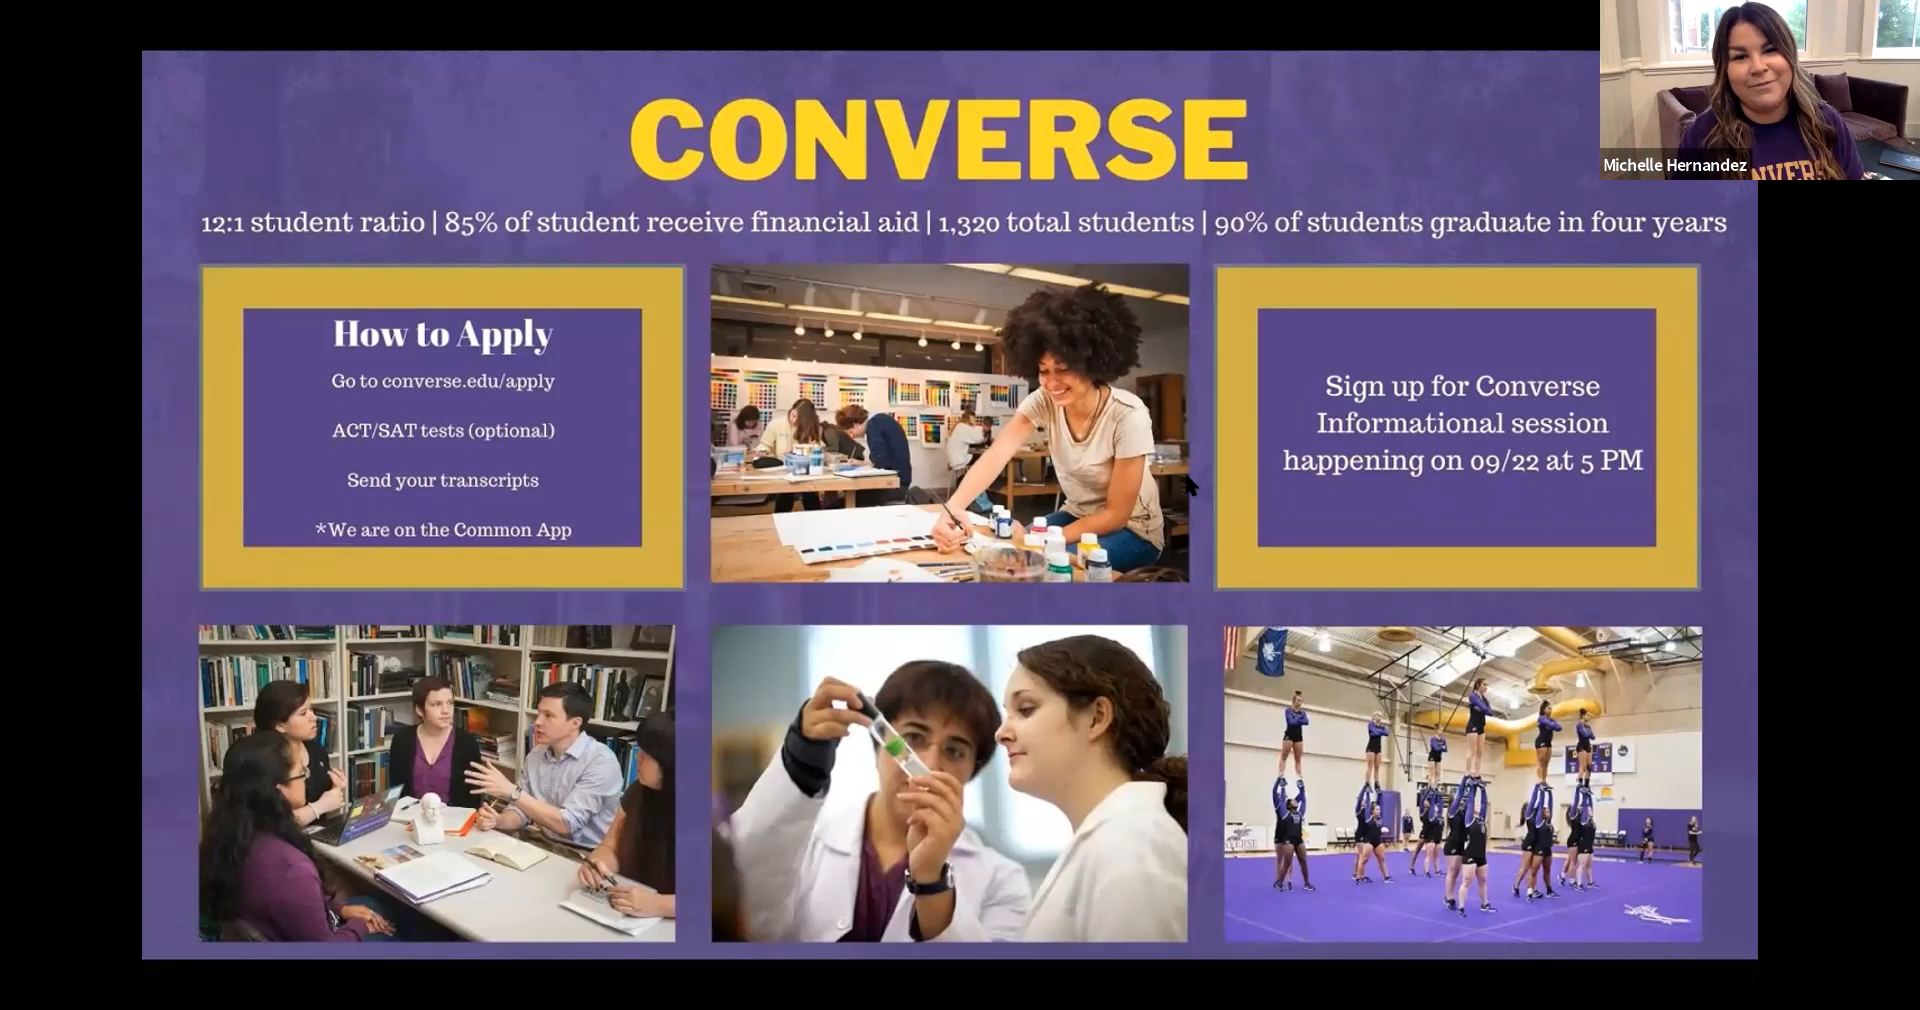 CONVERSE
12:1 student ratio | 85% of student receive financial aid | 1,320 total students | 90% of students graduate in four years
Michelle Hernandez
How to Apply
Go to converse.edu/apply
ACT/SAT tests (optional)
Send your transcripts
*We are on the Common App
Sign up for Converse
Informational session
happening on 09/22 at 5 PM